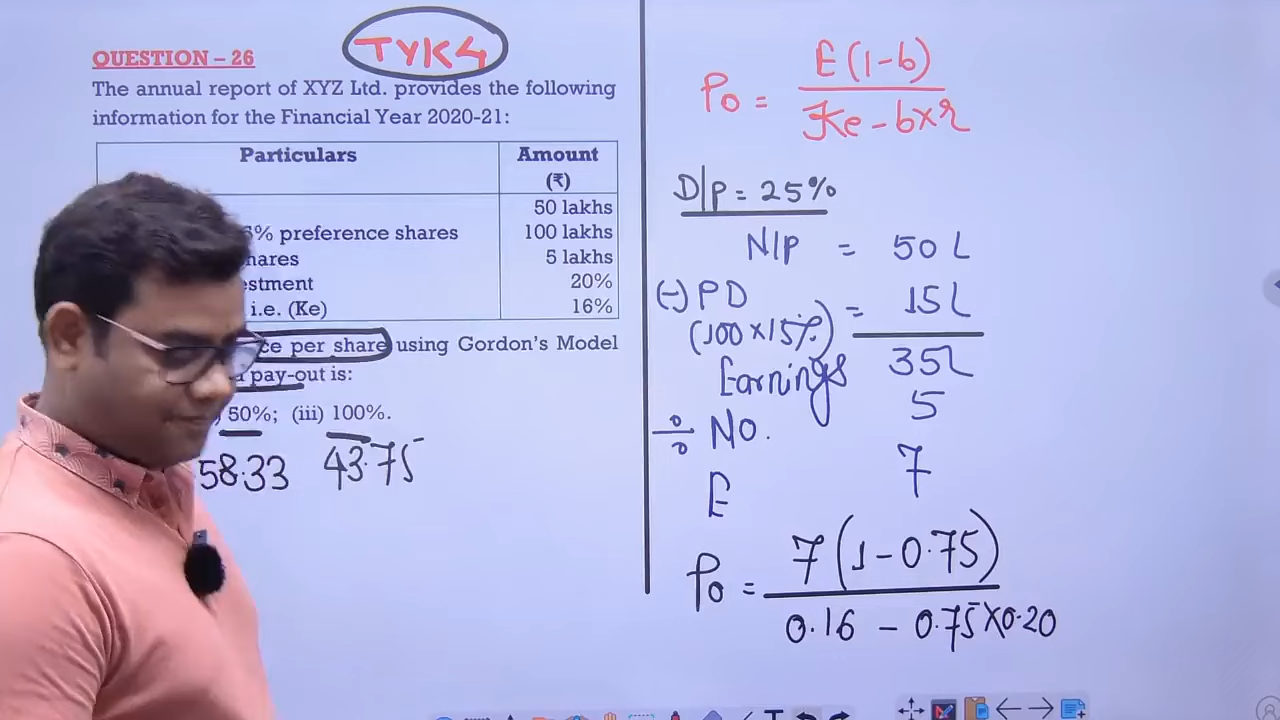 QUESTION – 26
TYK4
The annual report of XYZ Ltd. provides the following
information for the Financial Year 2020-21:
Particulars Amount
(₹)
50 lakhs
% preference shares 100 lakhs
hares 5 lakhs
estment 20%
i.e. (Ke) 16%
ce per share using Gordon's Model
pay-out is:
50%; (iii) 100%.
58.33 43.75
P0 = E(1-b)
Ke - b×r
D/P = 25%
N/P = 50 L
(-) PD = 15 L
(100×15%)
Earnings 35L
÷ NO. 5
E 7
P0 = 7(1-0.75)
0.16 - 0.75×0.20